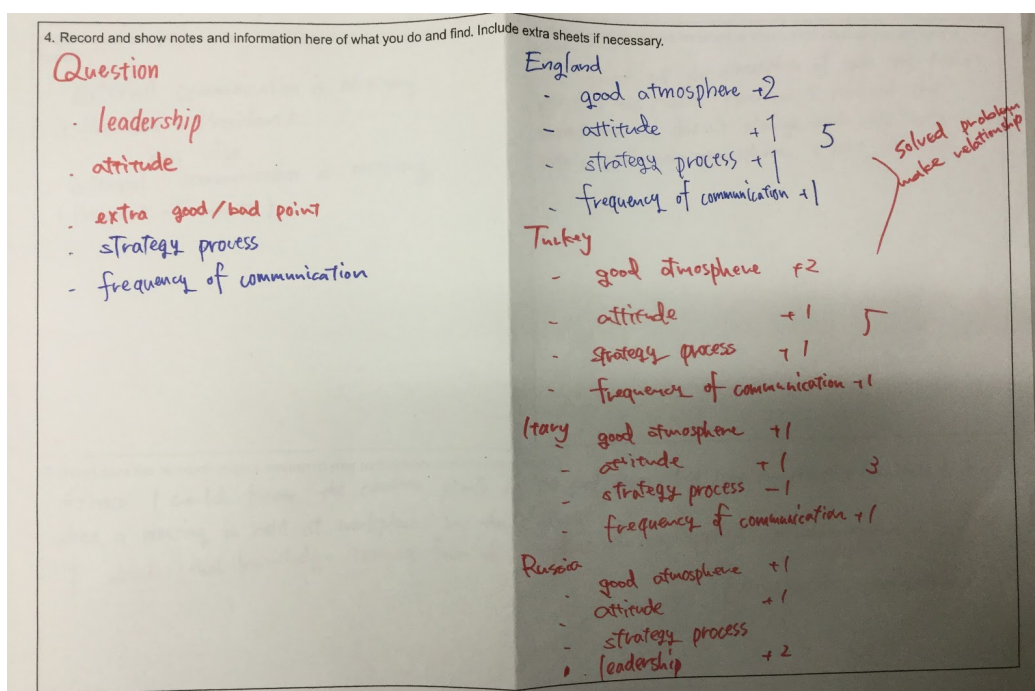 4. Record and show notes and information here of what you do and find. Include extra sheets if necessary.
Question
· leadership
· attitude
· extra good/bad point
· strategy process
- frequency of communication
England
- good atmosphere +2
- attitude +1
5
- strategy process +1
- frequency of communication +1
solved problem
make relationship
Turkey
- good atmosphere +2
- attitude +1
5
- strategy process +1
- frequency of communication +1
Itary
good atmosphere +1
- attitude +1
3
- strategy process -1
- frequency of communication +1
Russia
- good atmosphere +1
- attitude +1
- strategy process
· leadership +2